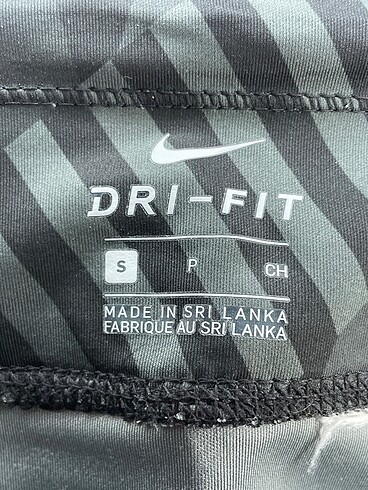 DRI-FIT
S P CH
MADE IN SRI LANKA
FABRIQUE AU SRI LANKA